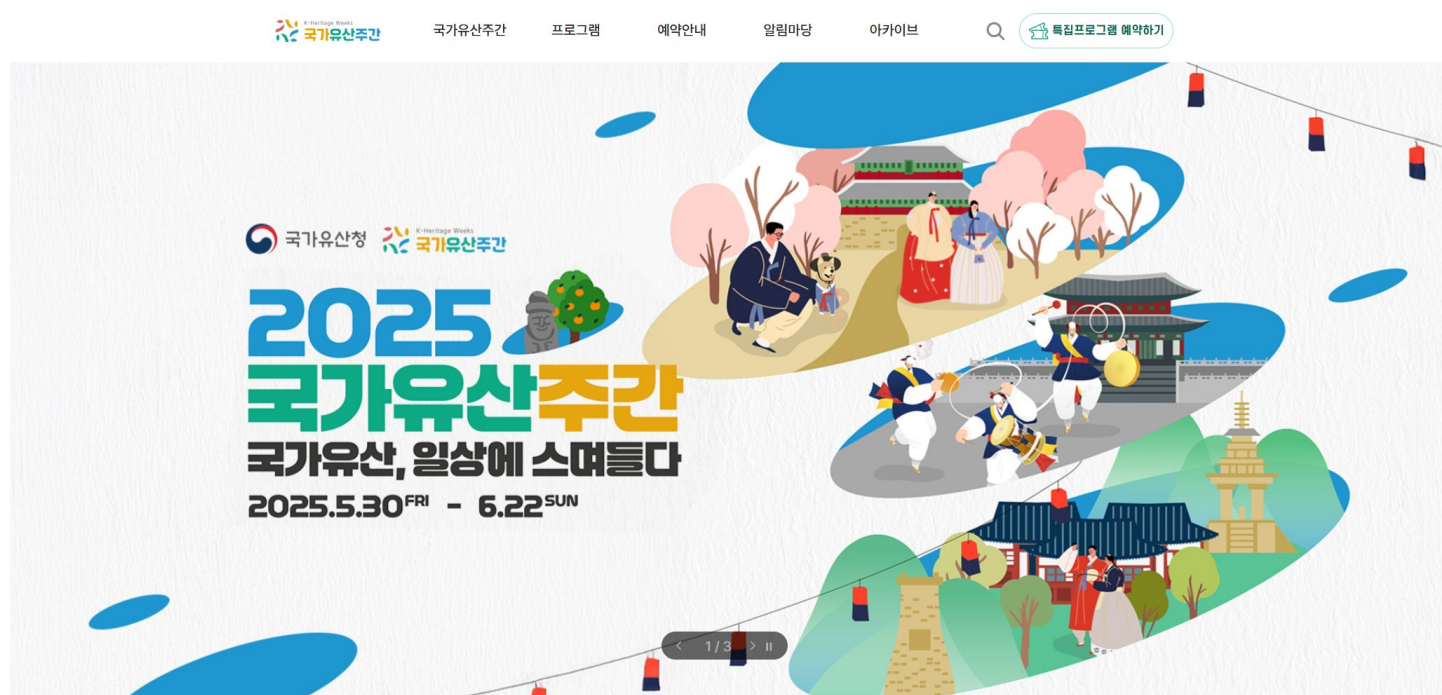 K-Heritage Weeks
국가유산주간
국가유산주간 프로그램 예약안내 알림마당 아카이브
특집프로그램 예약하기
국가유산청
K-Heritage Weeks
국가유산주간
2025
국가유산주간
국가유산, 일상에 스며들다
2025.5.30 FRI - 6.22 SUN
1 / 3